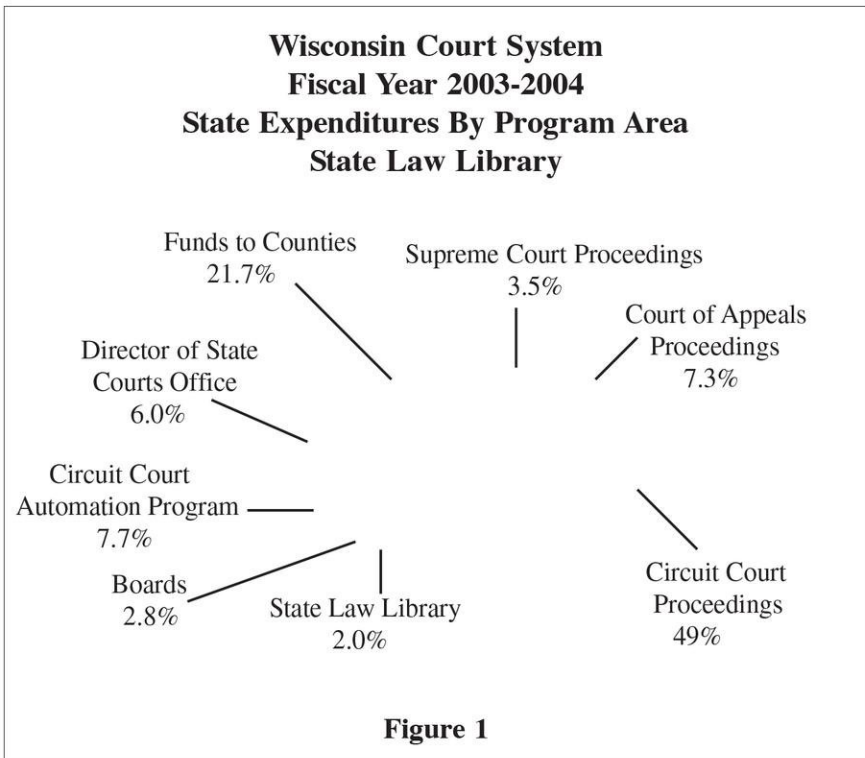 Wisconsin Court System
Fiscal Year 2003-2004
State Expenditures By Program Area
State Law Library
Funds to Counties
21.7%
Supreme Court Proceedings
3.5%
Court of Appeals
Proceedings
7.3%
Director of State
Courts Office
6.0%
Circuit Court
Automation Program
7.7%
Boards
2.8%
State Law Library
2.0%
Circuit Court
Proceedings
49%
Figure 1